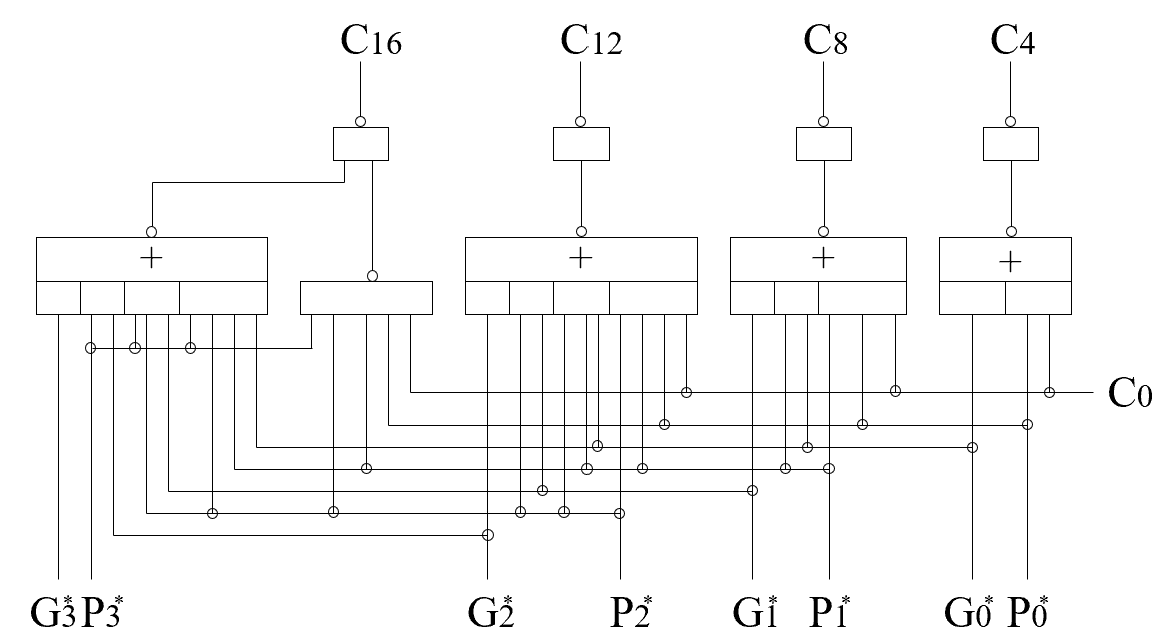 C16 C12 C8 C4
+ + + +
C0
G3* P3* G2* P2* G1* P1* G0* P0*